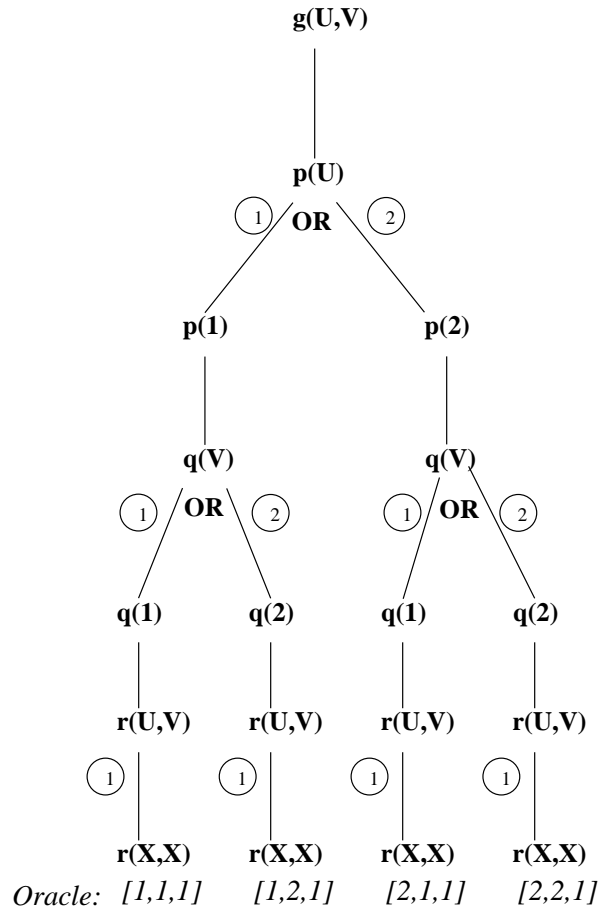 g(U,V)
p(U)
1 OR 2
p(1) p(2)
q(V) q(V)
1 OR 2 1 OR 2
q(1) q(2) q(1) q(2)
r(U,V) r(U,V) r(U,V) r(U,V)
1 1 1 1
r(X,X) r(X,X) r(X,X) r(X,X)
Oracle: [1,1,1] [1,2,1] [2,1,1] [2,2,1]